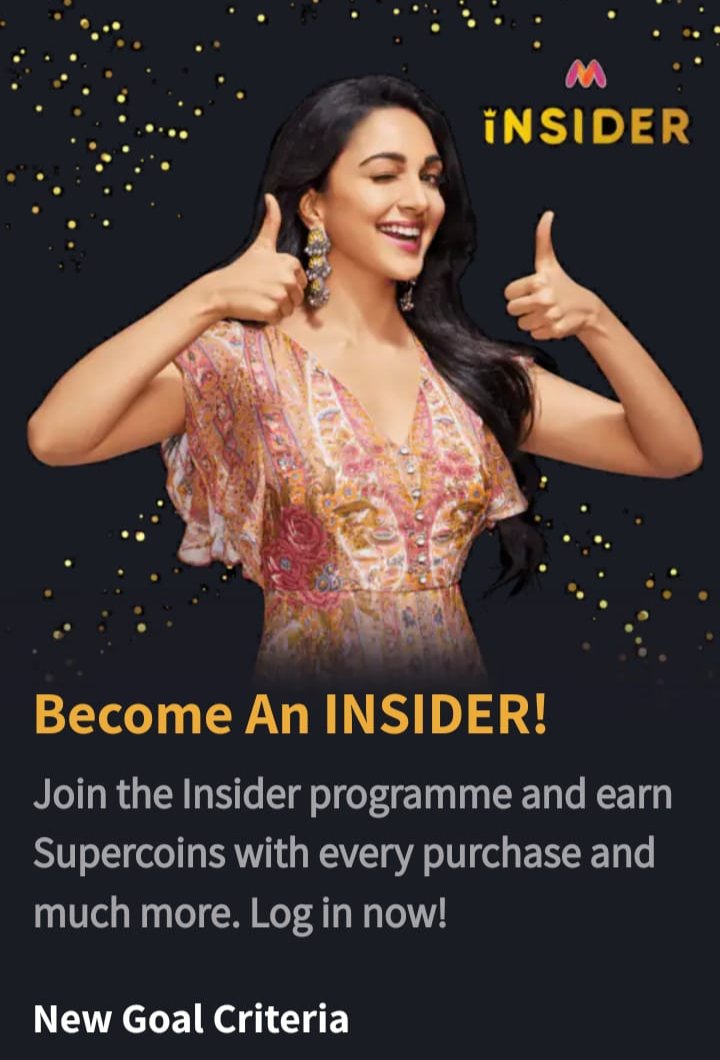 INSIDER
Become An INSIDER!
Join the Insider programme and earn
Supercoins with every purchase and
much more. Log in now!
New Goal Criteria